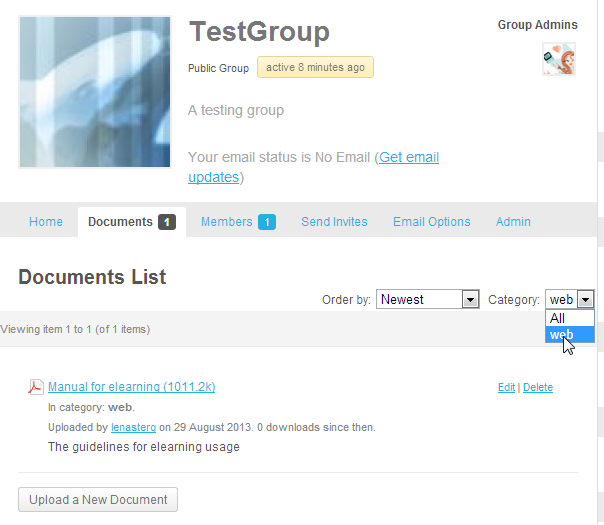 TestGroup
Group Admins
Public Group active 8 minutes ago
A testing group
Your email status is No Email (Get email
updates)
Home Documents 1 Members 1 Send Invites Email Options Admin
Documents List
Order by: Newest Category: web
All
web
Viewing item 1 to 1 (of 1 items)
Manual for elearning (1011.2k) Edit | Delete
In category: web.
Uploaded by lenasterg on 29 August 2013. 0 downloads since then.
The guidelines for elearning usage
Upload a New Document